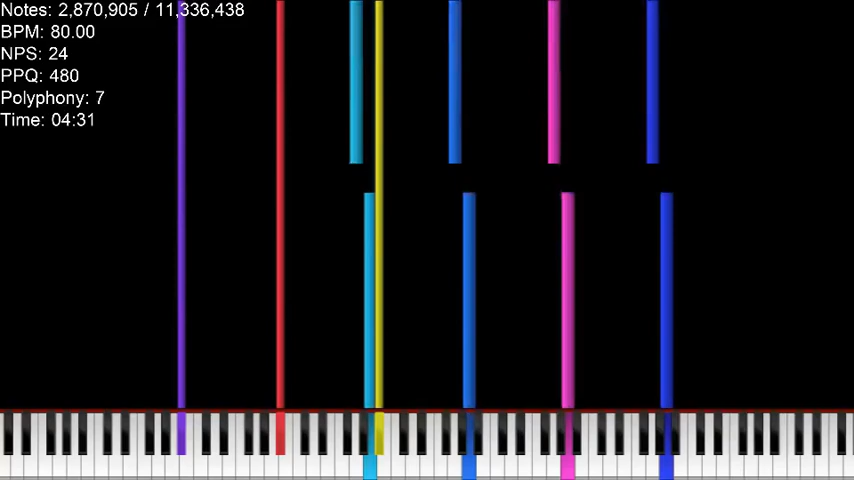 Notes: 2,870,905 / 11,336,438
BPM: 80.00
NPS: 24
PPQ: 480
Polyphony: 7
Time: 04:31